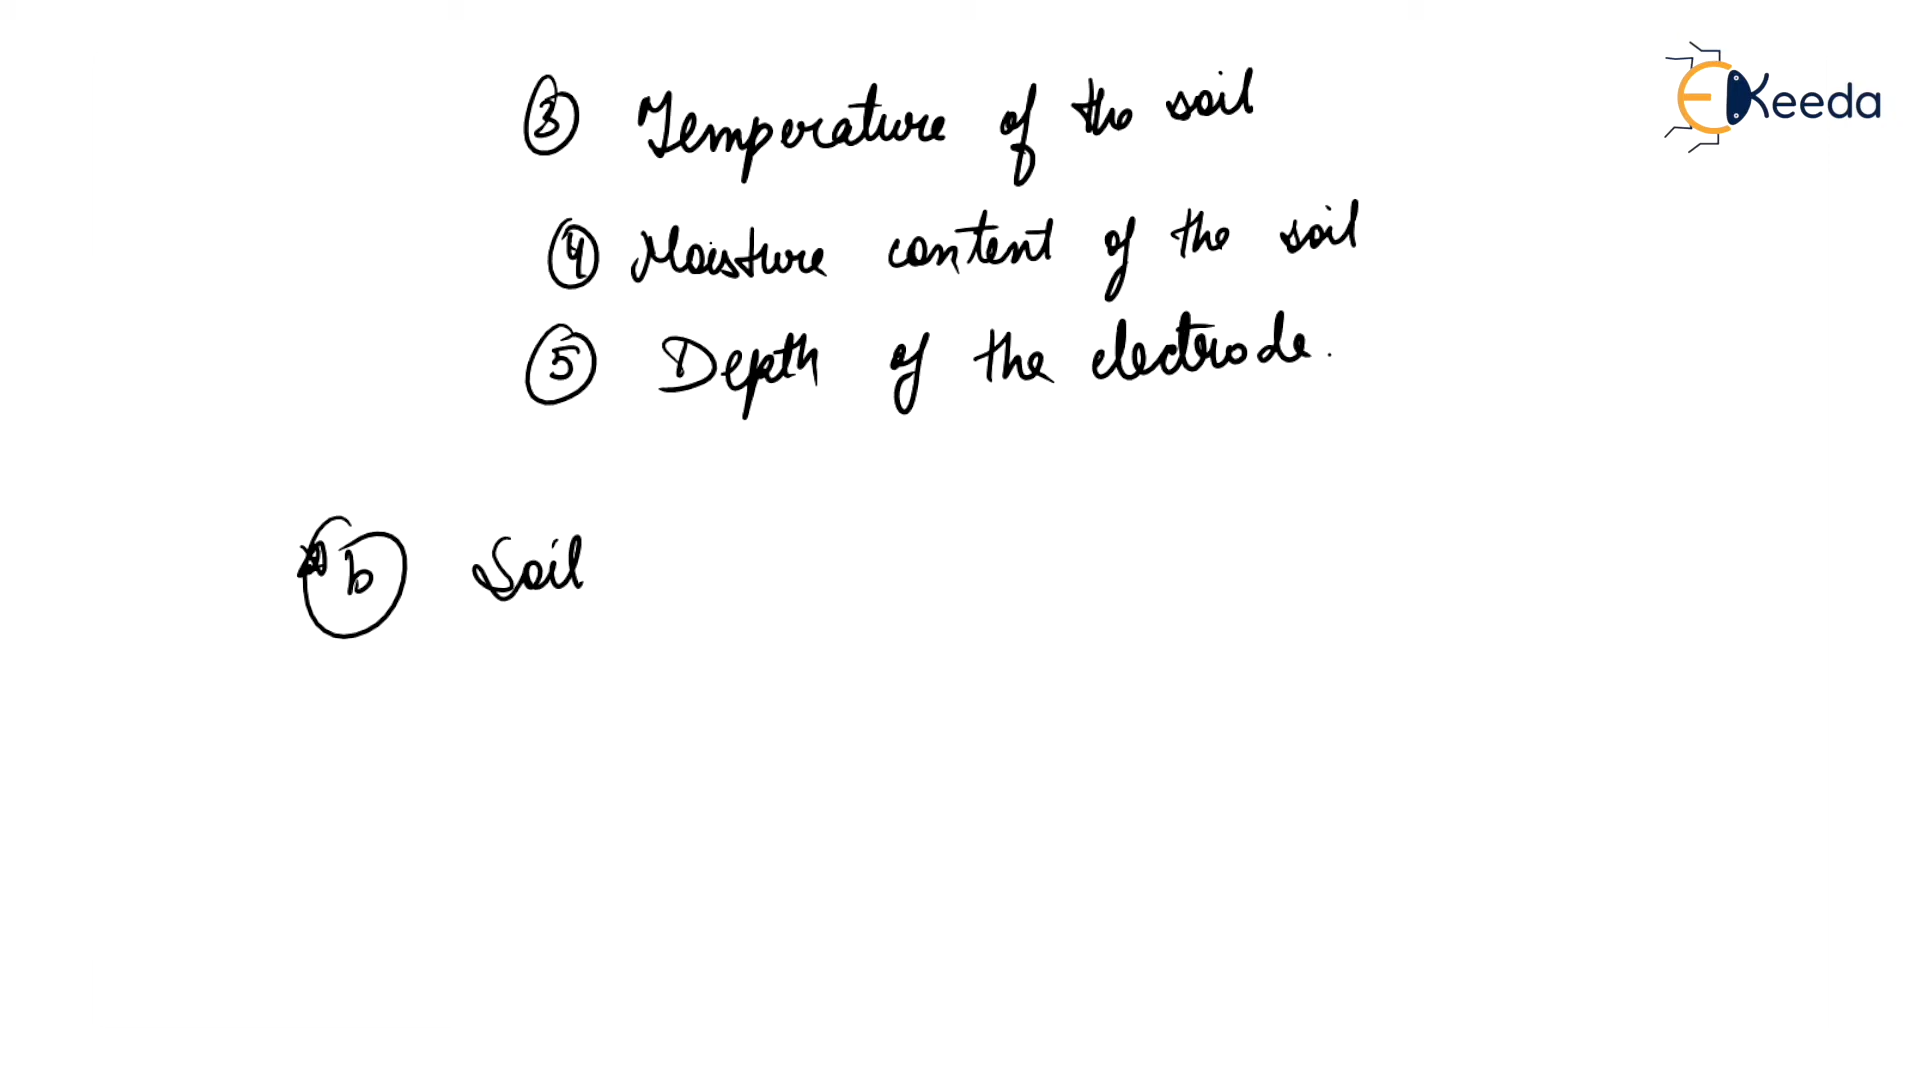 ③ Temperature of the soil
EKeeda
④ Moisture content of the soil
⑤ Depth of the electrode.
ⓑ Soil